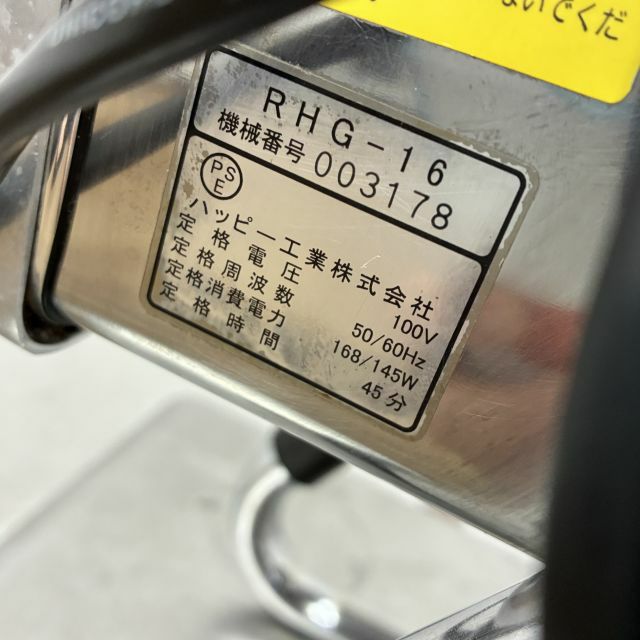 ないでくだ
RHG-16
機械番号 003178
PSE
ハッピー工業株式会社
定格電圧 100V
定格周波数 50/60Hz
定格消費電力 168/145W
定格時間 45分